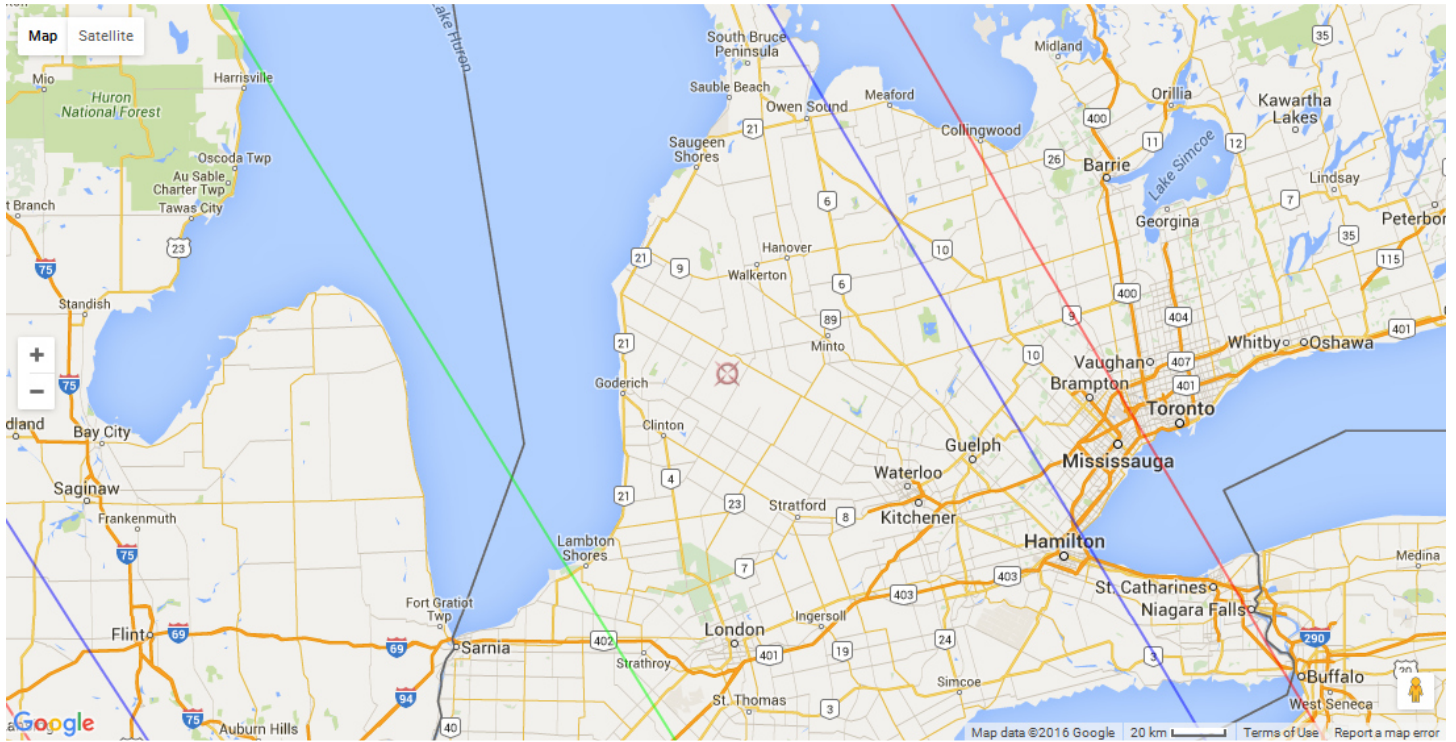 Map Satellite
Lake Huron
South Bruce
Peninsula
35
Midland
Mio
Harrisville
Huron
National Forest
Sauble Beach
Meaford
Owen Sound
Orillia
Kawartha
Lakes
400
21
Collingwood
11
12
Saugeen
Shores
26
Barrie
Lake Simcoe
Oscoda Twp
Au Sable
Charter Twp
Lindsay
t Branch
Tawas City
6
7
Georgina
Peterbor
23
Hanover
10
35
21
9
Walkerton
115
75
6
400
Standish
89
9
404
401
Minto
Whitby
Oshawa
+
21
10
Vaughan
407
−
75
Goderich
Brampton
401
Toronto
dland
Bay City
Clinton
Guelph
Mississauga
Saginaw
4
Waterloo
21
23
Stratford
8
Kitchener
Frankenmuth
75
Lambton
Shores
Hamilton
Medina
7
403
St. Catharines
403
Fort Gratiot
Twp
Ingersoll
Niagara Falls
Flint
69
London
290
69
Sarnia
402
401
19
24
3
Strathroy
20
Buffalo
94
Simcoe
St. Thomas
3
West Seneca
Google
75
Auburn Hills
40
Map data ©2016 Google 20 km Terms of Use Report a map error